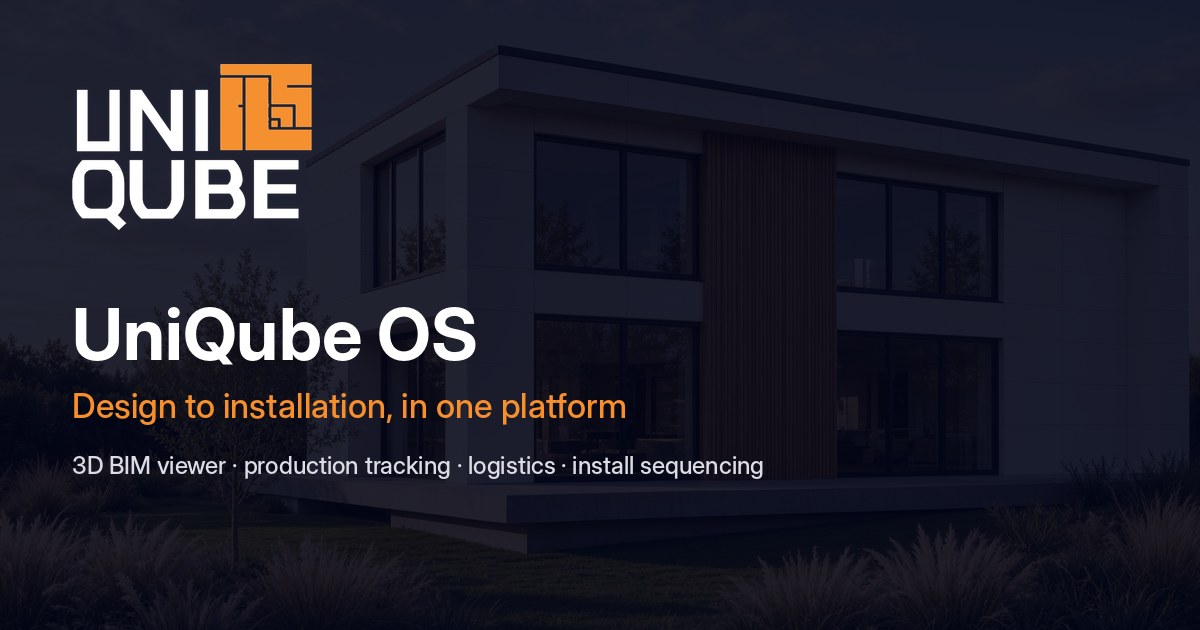 UNI
QUBE
UniQube OS
Design to installation, in one platform
3D BIM viewer · production tracking · logistics · install sequencing